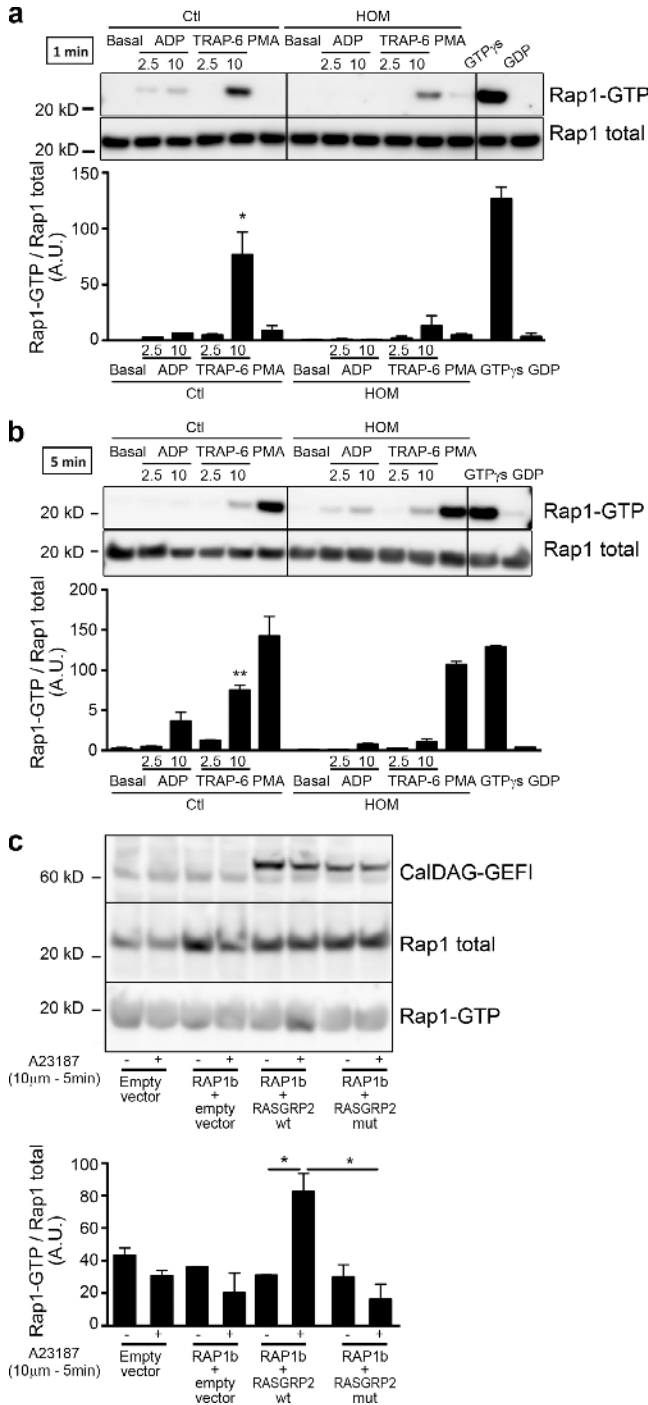 a
Ctl HOM
1 min
Basal ADP TRAP-6 PMA Basal ADP TRAP-6 PMA GTPγs GDP
2.5 10 2.5 10 2.5 10 2.5 10
20 kD Rap1-GTP
20 kD Rap1 total
Rap1-GTP / Rap1 total
(A.U.)
150
100
50
0
*
2.5 10 2.5 10 2.5 10 2.5 10
Basal ADP TRAP-6 PMA Basal ADP TRAP-6 PMA GTPγs GDP
Ctl HOM
b
Ctl HOM
5 min
Basal ADP TRAP-6 PMA Basal ADP TRAP-6 PMA
GTPγs GDP
2.5 10 2.5 10 2.5 10 2.5 10
20 kD Rap1-GTP
20 kD Rap1 total
Rap1-GTP / Rap1 total
(A.U.)
200
150
100
5
0
**
2.5 10 2.5 10 2.5 10 2.5 10
Basal ADP TRAP-6 PMA Basal ADP TRAP-6 PMA GTPγs GDP
Ctl HOM
c
60 kD CalDAG-GEFI
20 kD Rap1 total
20 kD Rap1-GTP
A23187 - + - + - + - +
(10µm - 5min)
Empty vector
RAP1b + empty vector
RAP1b + RASGRP2 wt
RAP1b + RASGRP2 mut
Rap1-GTP / Rap1 total
(A.U.)
100
80
60
40
20
0
* *
A23187 - + - + - + - +
(10µm - 5min)
Empty vector
RAP1b + empty vector
RAP1b + RASGRP2 wt
RAP1b + RASGRP2 mut